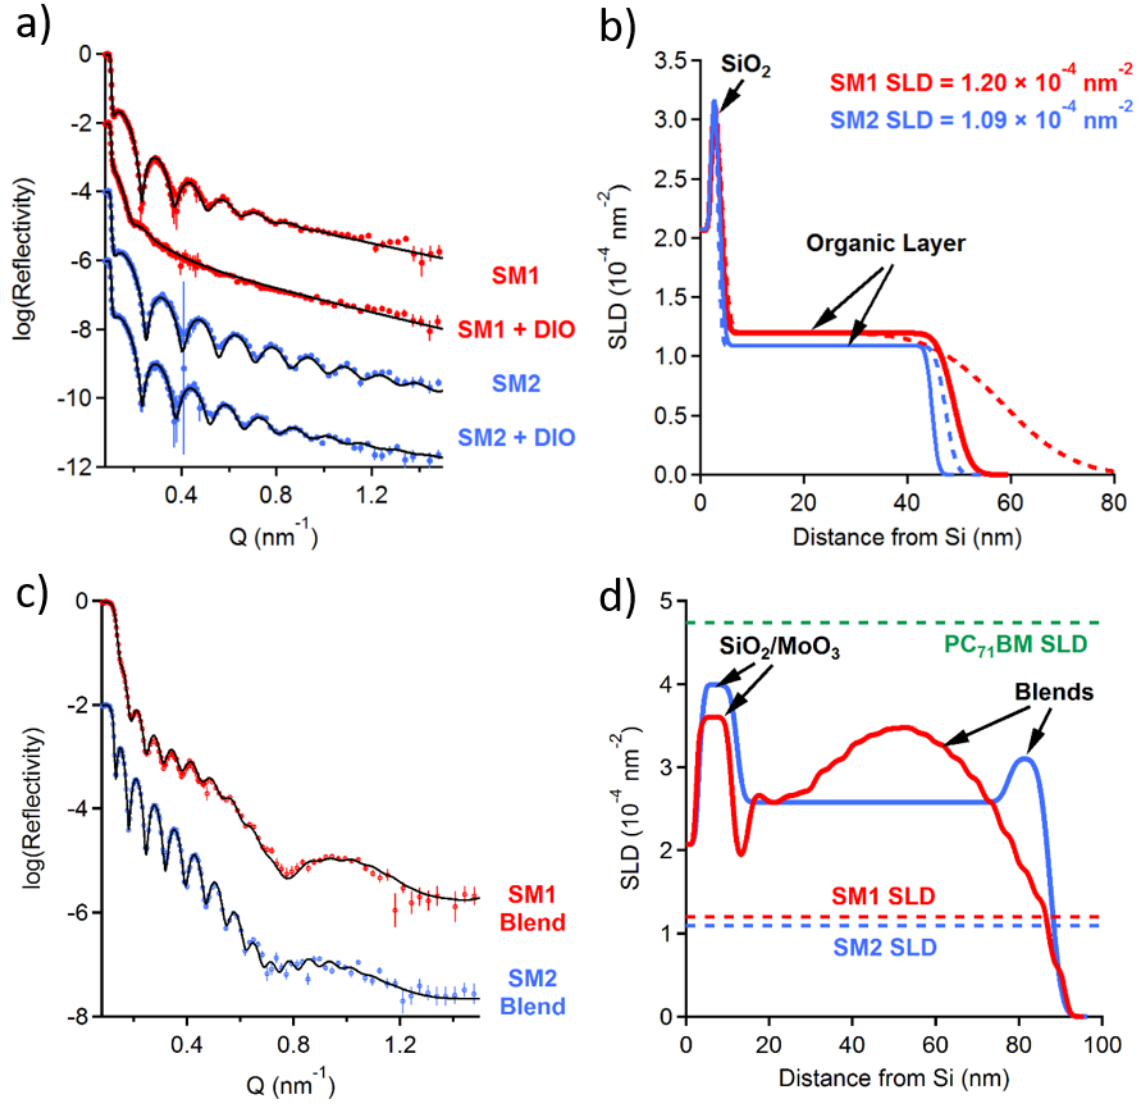 a)
0
-2
-4
-6
-8
-10
-12
log(Reflectivity)
0.4
0.8
1.2
Q (nm⁻¹)
SM1
SM1 + DIO
SM2
SM2 + DIO
b)
3.5
3.0
2.5
2.0
1.5
1.0
0.5
0.0
SLD (10⁻⁴ nm⁻²)
0
20
40
60
80
Distance from Si (nm)
SiO₂
SM1 SLD = 1.20 × 10⁻⁴ nm⁻²
SM2 SLD = 1.09 × 10⁻⁴ nm⁻²
Organic Layer
c)
0
-2
-4
-6
-8
log(Reflectivity)
0.4
0.8
1.2
Q (nm⁻¹)
SM1
Blend
SM2
Blend
d)
5
4
3
2
1
0
SLD (10⁻⁴ nm⁻²)
0
20
40
60
80
100
Distance from Si (nm)
PC₇₁BM SLD
SiO₂/MoO₃
Blends
SM1 SLD
SM2 SLD